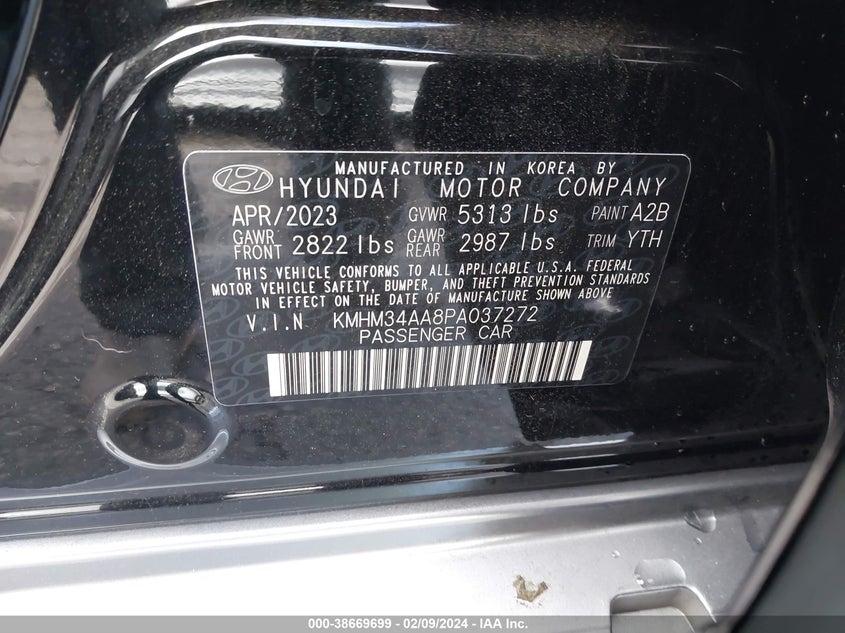 MANUFACTURED IN KOREA BY
HYUNDAI MOTOR COMPANY
APR/2023 GVWR 5313 lbs PAINT A2B
GAWR FRONT 2822 lbs GAWR REAR 2987 lbs TRIM YTH
THIS VEHICLE CONFORMS TO ALL APPLICABLE U.S.A. FEDERAL
MOTOR VEHICLE SAFETY, BUMPER, AND THEFT PREVENTION STANDARDS
IN EFFECT ON THE DATE OF MANUFACTURE SHOWN ABOVE
V.I.N KMHM34AA8PA037272
PASSENGER CAR
000-38669699 - 02/09/2024 - IAA Inc.